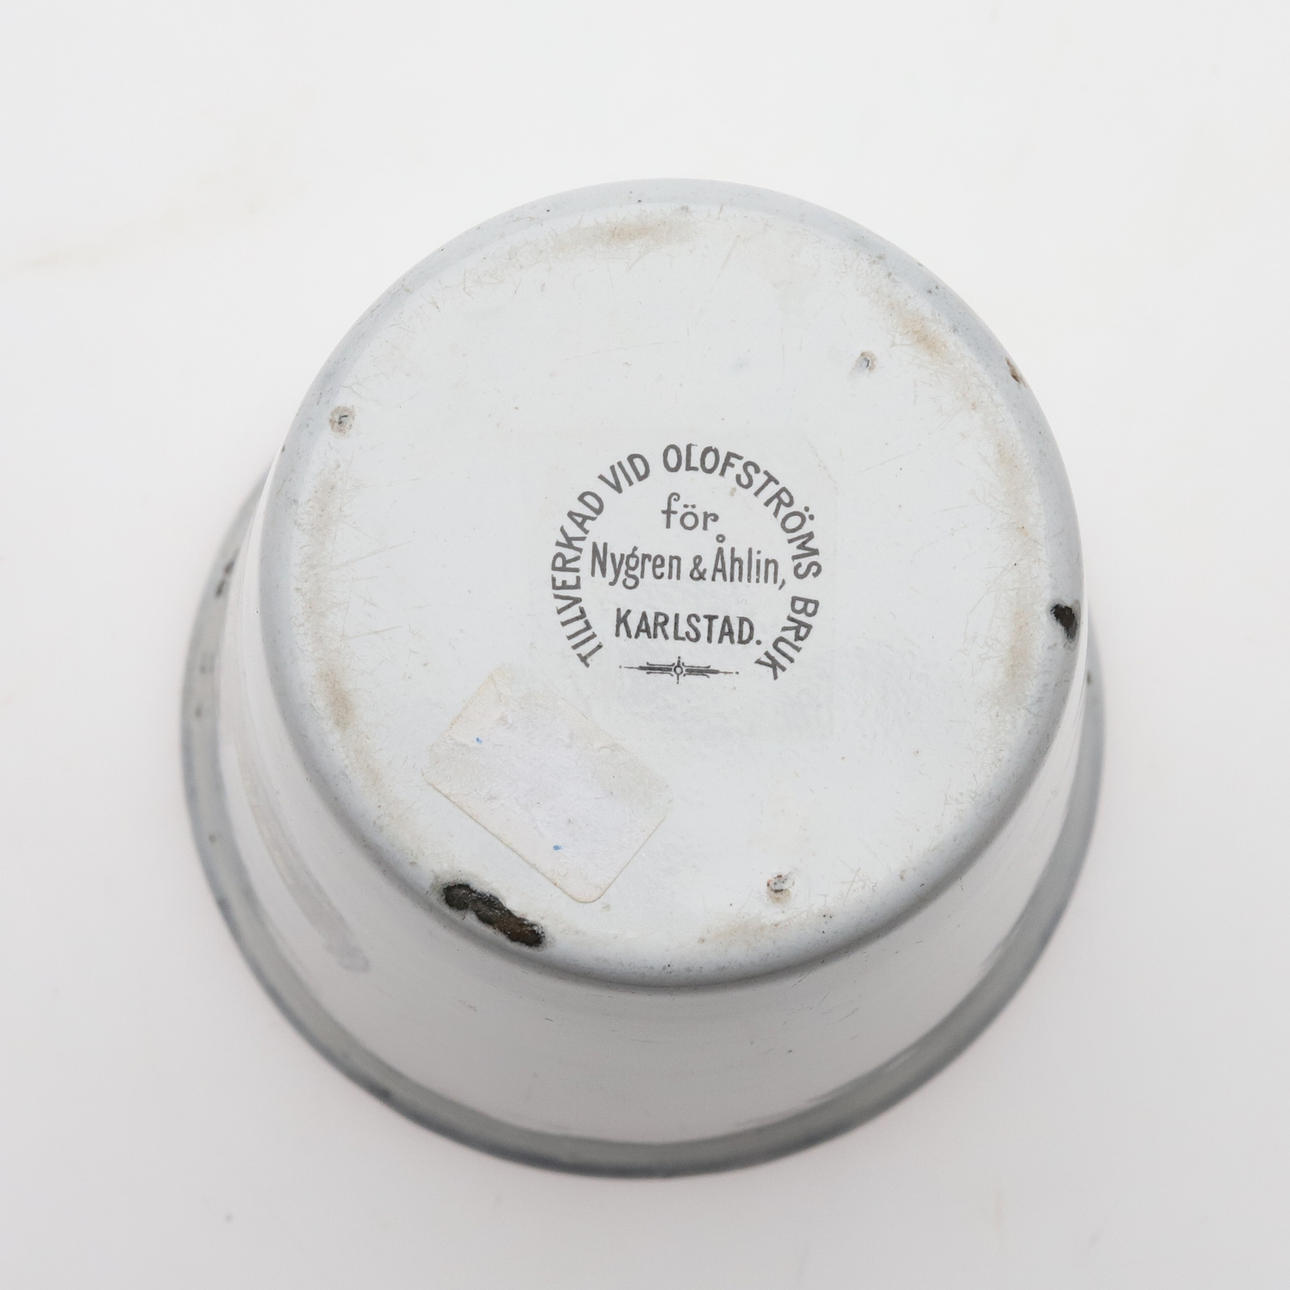 TILLVERKAD VID OLOFSTRÖMS BRUK
för
Nygren & Åhlin,
KARLSTAD.